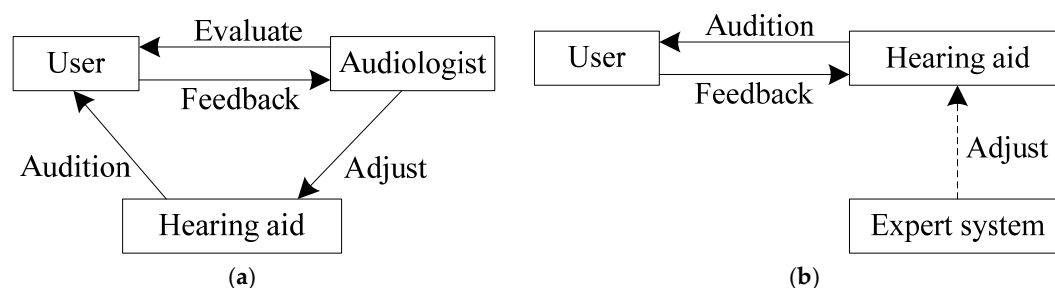 Evaluate
User
Audiologist
Feedback
Audition
Adjust
Hearing aid
(a)
Audition
User
Hearing aid
Feedback
Adjust
Expert system
(b)